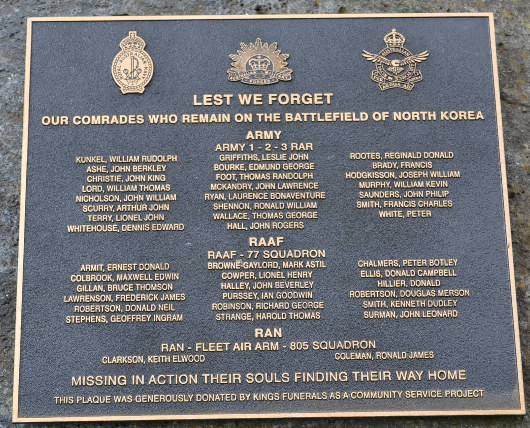 LEST WE FORGET
OUR COMRADES WHO REMAIN ON THE BATTLEFIELD OF NORTH KOREA
ARMY
ARMY 1 - 2 - 3 RAR
KUNKEL, WILLIAM RUDOLPH
ASHE, JOHN BERKLEY
CHRISTIE, JOHN KING
LORD, WILLIAM THOMAS
NICHOLSON, JOHN WILLIAM
SCURRY, ARTHUR JOHN
TERRY, LIONEL JOHN
WHITEHOUSE, DENNIS EDWARD
GRIFFITHS, LESLIE JOHN
BOURKE, EDMUND GEORGE
FOOT, THOMAS RANDOLPH
MCKANDRY, JOHN LAWRENCE
RYAN, LAURENCE BONAVENTURE
SHENNON, RONALD WILLIAM
WALLACE, THOMAS GEORGE
HALL, JOHN ROGERS
ROOTES, REGINALD DONALD
BRADY, FRANCIS
HODGKISSON, JOSEPH WILLIAM
MURPHY, WILLIAM KEVIN
SAUNDERS, JOHN PHILIP
SMITH, FRANCIS CHARLES
WHITE, PETER
RAAF
RAAF - 77 SQUADRON
ARMIT, ERNEST DONALD
COLBROOK, MAXWELL EDWIN
GILLAN, BRUCE THOMSON
LAWRENSON, FREDERICK JAMES
ROBERTSON, DONALD NEIL
STEPHENS, GEOFFREY INGRAM
BROWNE-GAYLORD, MARK ASTIL
COWPER, LIONEL HENRY
HALLEY, JOHN BEVERLEY
PURSSEY, IAN GOODWIN
ROBINSON, RICHARD GEORGE
STRANGE, HAROLD THOMAS
CHALMERS, PETER BOTLEY
ELLIS, DONALD CAMPBELL
HILLIER, DONALD
ROBERTSON, DOUGLAS MERSON
SMITH, KENNETH DUDLEY
SURMAN, JOHN LEONARD
RAN
RAN - FLEET AIR ARM - 805 SQUADRON
CLARKSON, KEITH ELWOOD
COLEMAN, RONALD JAMES
MISSING IN ACTION THEIR SOULS FINDING THEIR WAY HOME
THIS PLAQUE WAS GENEROUSLY DONATED BY KINGS FUNERALS AS A COMMUNITY SERVICE PROJECT